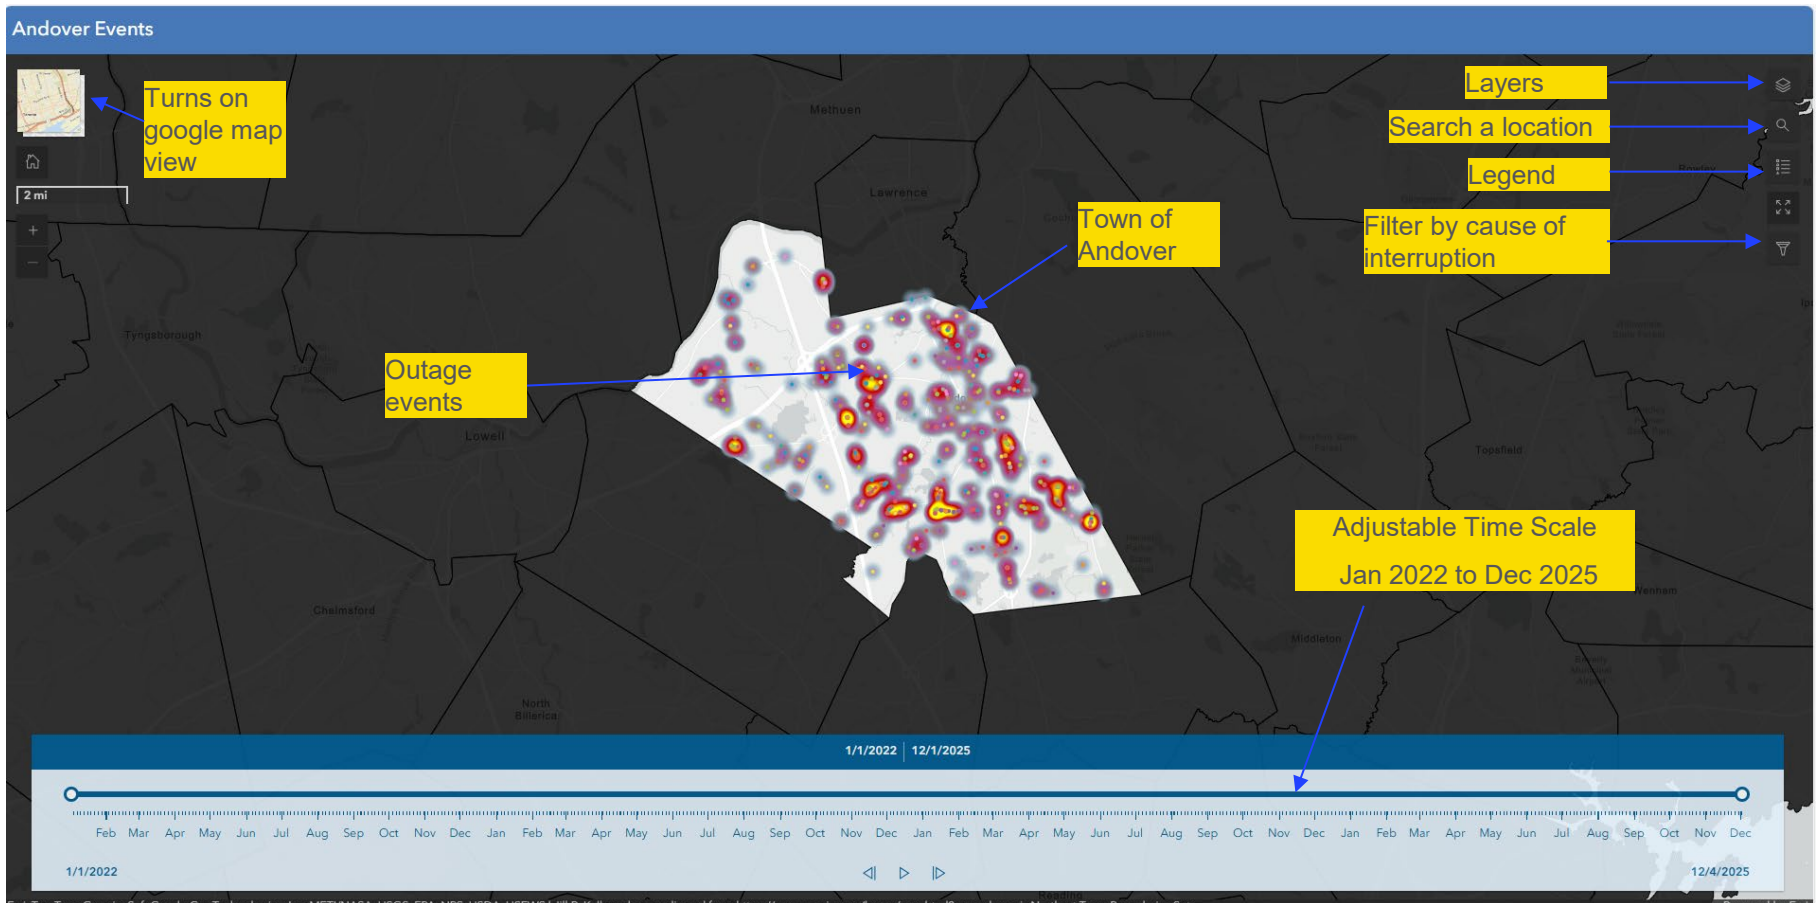 Andover Events
Turns on
google map
view
2 mi
Layers
Search a location
Legend
Filter by cause of
interruption
Methuen
Lawrence
Rowley
Town of
Andover
Tyngsborough
Outage
events
Lowell
Topsfield
Adjustable Time Scale
Jan 2022 to Dec 2025
Wenham
Chelmsford
Middleton
North
Billerica
1/1/2022 | 12/1/2025
Feb Mar Apr May Jun Jul Aug Sep Oct Nov Dec Jan Feb Mar Apr May Jun Jul Aug Sep Oct Nov Dec Jan Feb Mar Apr May Jun Jul Aug Sep Oct Nov Dec Jan Feb Mar Apr May Jun Jul Aug Sep Oct Nov Dec
1/1/2022
12/4/2025
Reading